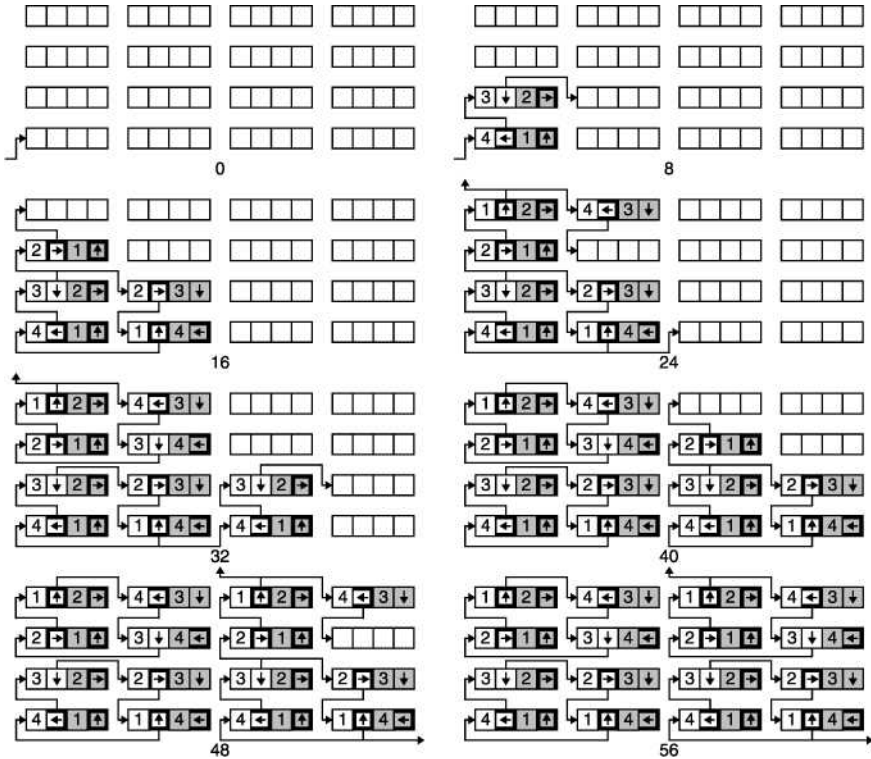 0
3 ↓ 2 →
4 ← 1 ↑
8
2 → 1 ↑
3 ↓ 2 → 2 → 3 ↓
4 ← 1 ↑ 1 ↑ 4 ←
16
1 ↑ 2 → 4 ← 3 ↓
2 → 1 ↑
3 ↓ 2 → 2 → 3 ↓
4 ← 1 ↑ 1 ↑ 4 ←
24
1 ↑ 2 → 4 ← 3 ↓
2 → 1 ↑ 3 ↓ 4 ←
3 ↓ 2 → 2 → 3 ↓ 3 ↓ 2 →
4 ← 1 ↑ 1 ↑ 4 ← 4 ← 1 ↑
32
1 ↑ 2 → 4 ← 3 ↓
2 → 1 ↑ 3 ↓ 4 ← 2 → 1 ↑
3 ↓ 2 → 2 → 3 ↓ 3 ↓ 2 → 2 → 3 ↓
4 ← 1 ↑ 1 ↑ 4 ← 4 ← 1 ↑ 1 ↑ 4 ←
40
1 ↑ 2 → 4 ← 3 ↓ 1 ↑ 2 → 4 ← 3 ↓
2 → 1 ↑ 3 ↓ 4 ← 2 → 1 ↑
3 ↓ 2 → 2 → 3 ↓ 3 ↓ 2 → 2 → 3 ↓
4 ← 1 ↑ 1 ↑ 4 ← 4 ← 1 ↑ 1 ↑ 4 ←
48
1 ↑ 2 → 4 ← 3 ↓ 1 ↑ 2 → 4 ← 3 ↓
2 → 1 ↑ 3 ↓ 4 ← 2 → 1 ↑ 3 ↓ 4 ←
3 ↓ 2 → 2 → 3 ↓ 3 ↓ 2 → 2 → 3 ↓
4 ← 1 ↑ 1 ↑ 4 ← 4 ← 1 ↑ 1 ↑ 4 ←
56